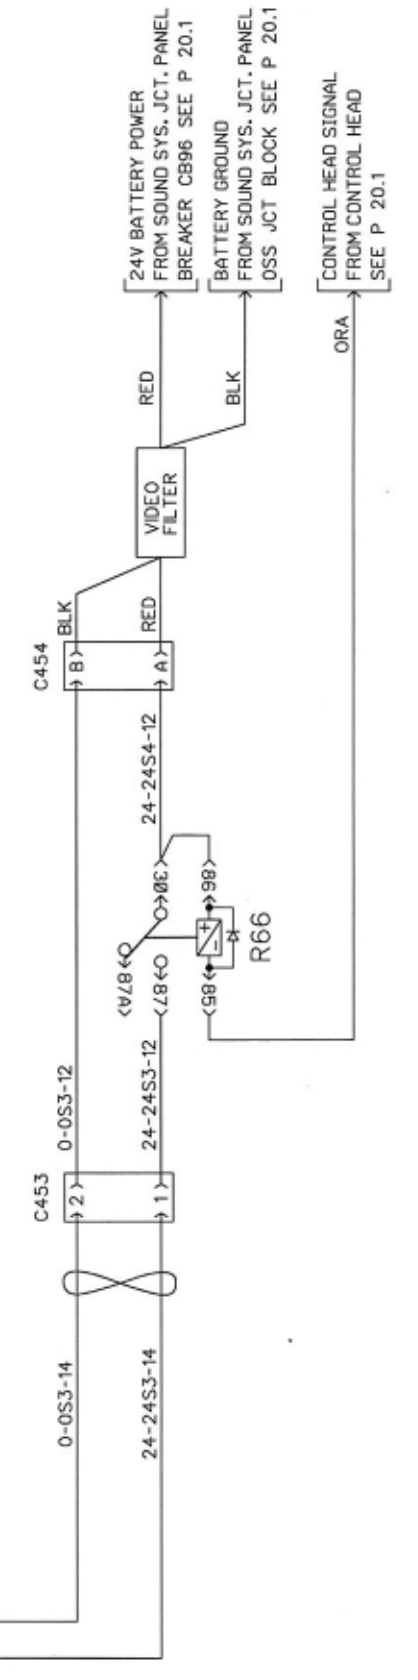 24V BATTERY POWER
FROM SOUND SYS. JCT. PANEL
BREAKER CB96 SEE P 20.1
BATTERY GROUND
FROM SOUND SYS. JCT. PANEL
OSS JCT BLOCK SEE P 20.1
CONTROL HEAD SIGNAL
FROM CONTROL HEAD
SEE P 20.1
RED
BLK
ORA
VIDEO
FILTER
BLK
RED
C454
B
A
24-24S4-12
30
86
87A
87
85
+
-
R66
0-0S3-12
24-24S3-12
C453
2
1
0-0S3-14
24-24S3-14